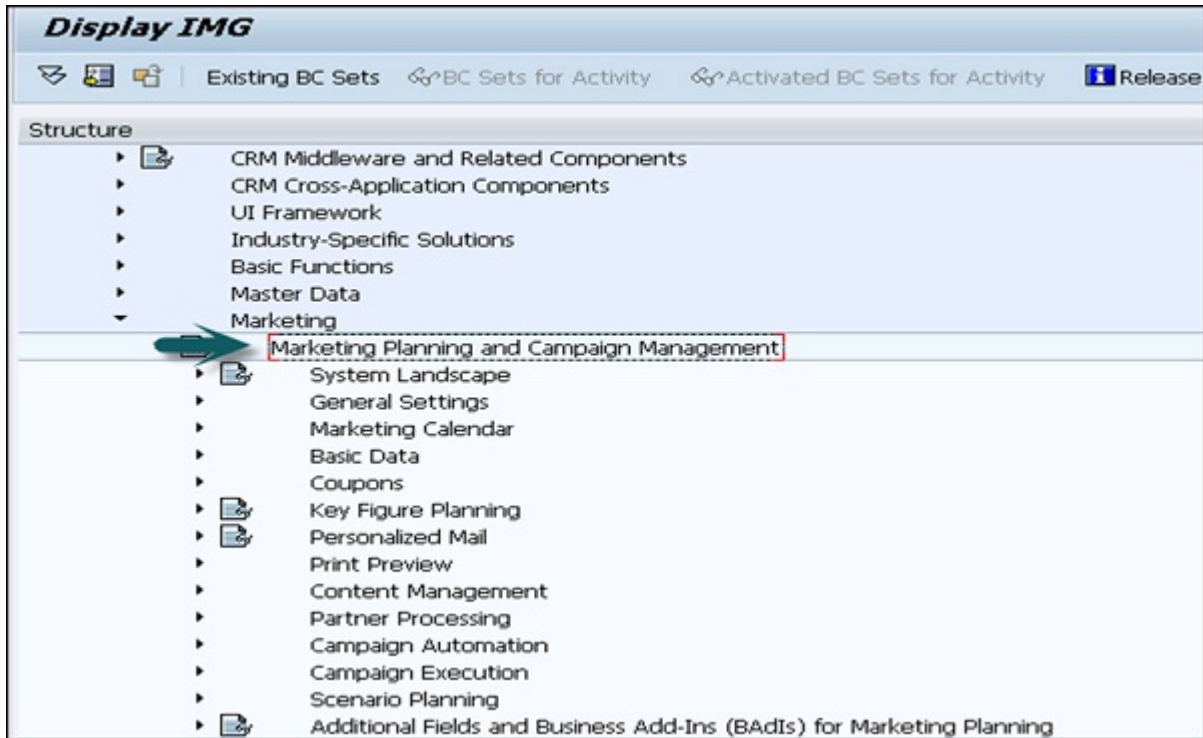 Display IMG
Existing BC Sets BC Sets for Activity Activated BC Sets for Activity Release
Structure
CRM Middleware and Related Components
CRM Cross-Application Components
UI Framework
Industry-Specific Solutions
Basic Functions
Master Data
Marketing
Marketing Planning and Campaign Management
System Landscape
General Settings
Marketing Calendar
Basic Data
Coupons
Key Figure Planning
Personalized Mail
Print Preview
Content Management
Partner Processing
Campaign Automation
Campaign Execution
Scenario Planning
Additional Fields and Business Add-Ins (BAdIs) for Marketing Planning